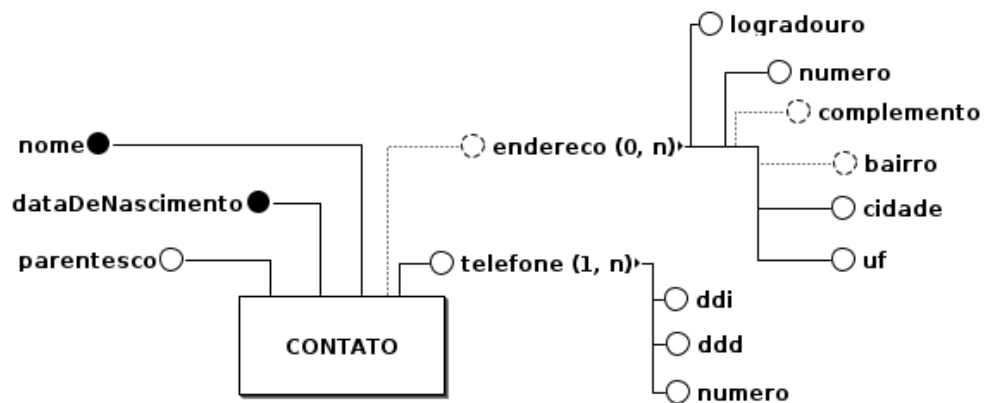 logradouro
numero
complemento
nome
endereco (0, n)
bairro
dataDeNascimento
cidade
parentesco
telefone (1, n)
uf
ddi
CONTATO
ddd
numero